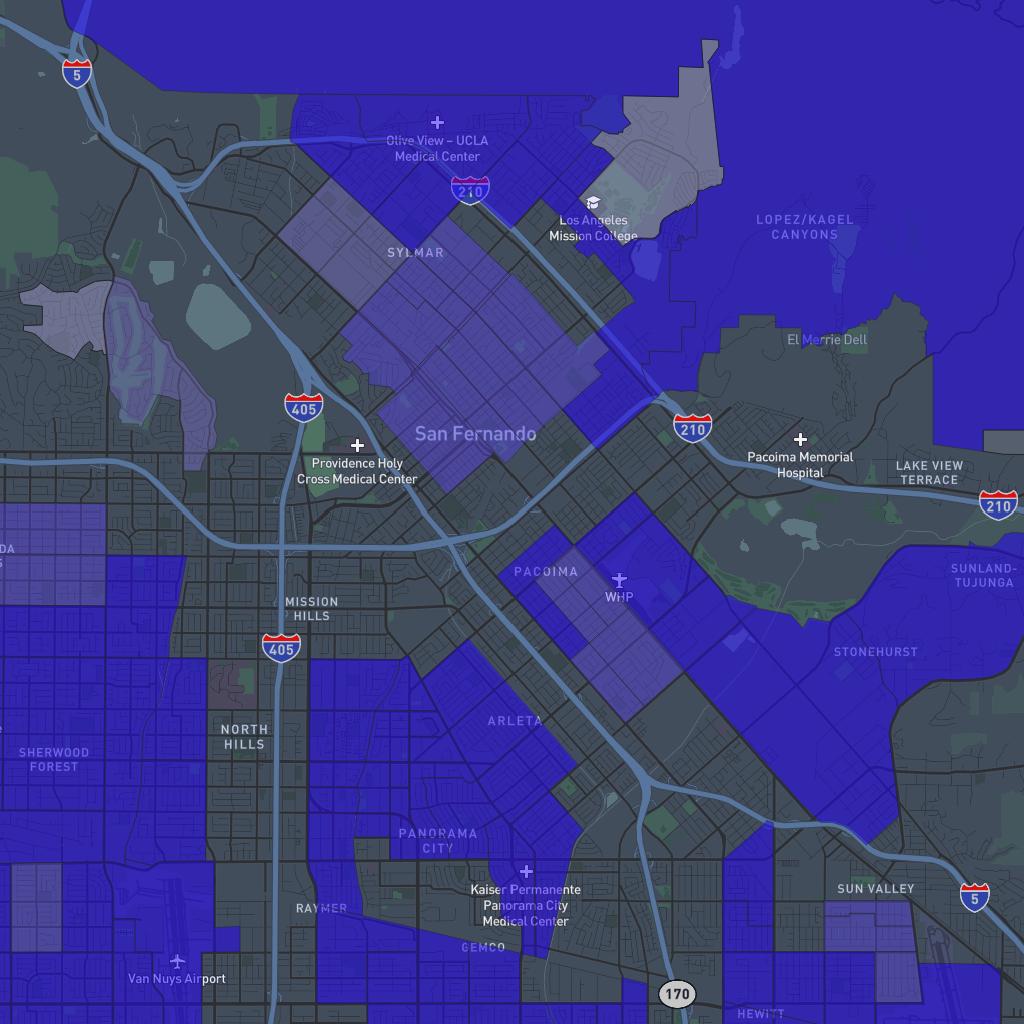 5
Olive View – UCLA
Medical Center
210
Los Angeles
Mission College
LOPEZ/KAGEL
CANYONS
SYLMAR
El Merrie Dell
405
San Fernando
210
Providence Holy
Cross Medical Center
Pacoima Memorial
Hospital
LAKE VIEW
TERRACE
210
PACOIMA
WHP
SUNLAND-
TUJUNGA
MISSION
HILLS
405
STONEHURST
ARLETA
NORTH
HILLS
SHERWOOD
FOREST
PANORAMA
CITY
Kaiser Permanente
Panorama City
Medical Center
SUN VALLEY
5
RAYMER
GEMCO
Van Nuys Airport
170
HEWITT